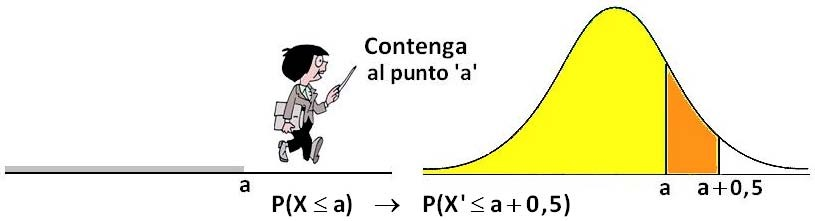 Contenga
al punto 'a'
a
a a+0,5
P(X ≤ a) → P(X' ≤ a+0,5)